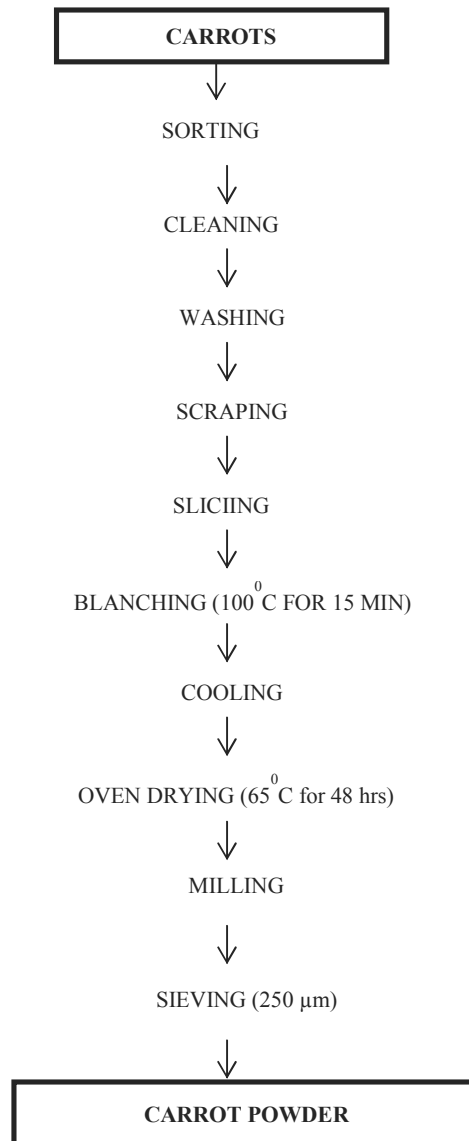 CARROTS
SORTING
CLEANING
WASHING
SCRAPING
SLICIING
BLANCHING (100⁰C FOR 15 MIN)
COOLING
OVEN DRYING (65⁰C for 48 hrs)
MILLING
SIEVING (250 µm)
CARROT POWDER